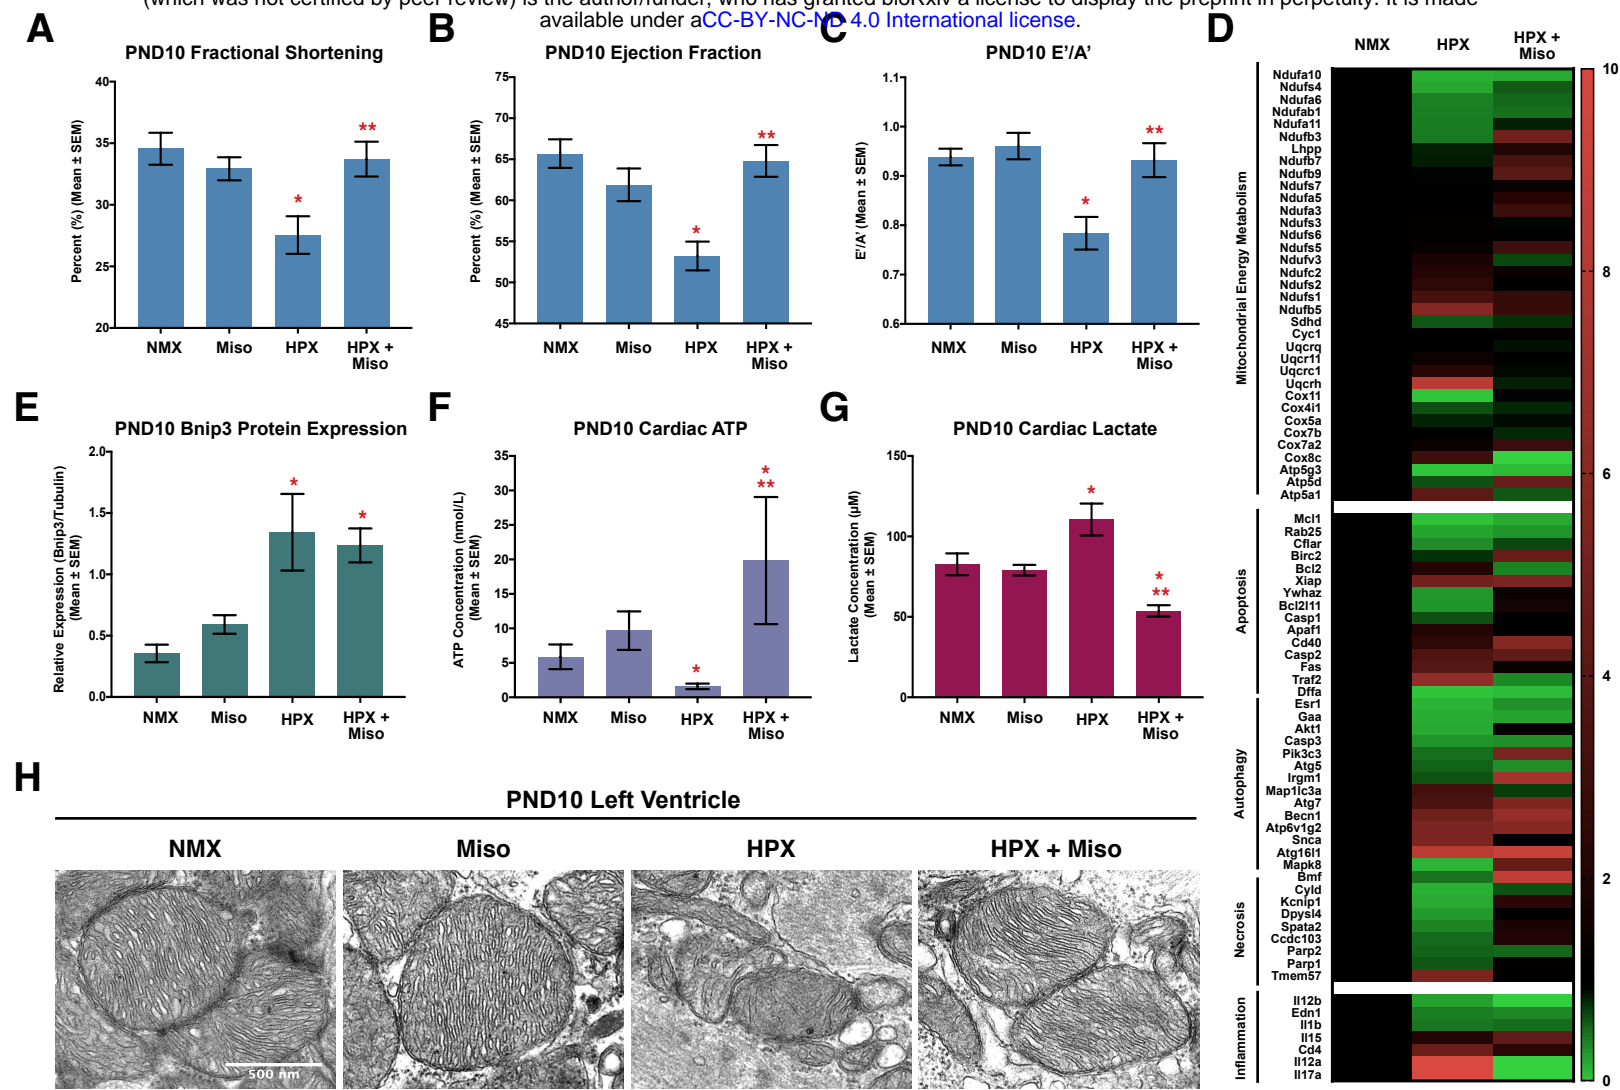 (which was not certified by peer review) is the author/funder, who has granted bioRxiv a license to display the preprint in perpetuity. It is made
available under aCC-BY-NC-ND 4.0 International license.
A
PND10 Fractional Shortening
Percent (%) (Mean ± SEM)
40
35
30
25
20
*
**
NMX Miso HPX HPX + Miso
B
PND10 Ejection Fraction
Percent (%) (Mean ± SEM)
75
70
65
60
55
50
45
*
**
NMX Miso HPX HPX + Miso
C
PND10 E'/A'
E'/A' (Mean ± SEM)
1.1
1.0
0.9
0.8
0.7
0.6
*
**
NMX Miso HPX HPX + Miso
D
NMX HPX HPX + Miso
Mitochondrial Energy Metabolism
Ndufa10
Ndufs4
Ndufa6
Ndufab1
Ndufa11
Ndufb3
Lhpp
Ndufb7
Ndufb9
Ndufs7
Ndufa5
Ndufa3
Ndufs3
Ndufs6
Ndufs5
Ndufv3
Ndufc2
Ndufs2
Ndufs1
Ndufb5
Sdhd
Cyc1
Uqcrq
Uqcr11
Uqcrc1
Uqcrh
Cox11
Cox4i1
Cox5a
Cox7b
Cox7a2
Cox8c
Atp5g3
Atp5d
Atp5a1
Apoptosis
Mcl1
Rab25
Cflar
Birc2
Bcl2
Xiap
Ywhaz
Bcl2l11
Casp1
Apaf1
Cd40
Casp2
Fas
Traf2
Dffa
Autophagy
Esr1
Gaa
Akt1
Casp3
Pik3c3
Atg5
Irgm1
Map1lc3a
Atg7
Becn1
Atp6v1g2
Snca
Atg16l1
Mapk8
Necrosis
Bmf
Cyld
Kcnip1
Dpysl4
Spata2
Ccdc103
Parp2
Parp1
Tmem57
Inflammation
Il12b
Edn1
Il1b
Il15
Cd4
Il12a
Il17a
10
8
6
4
2
0
E
PND10 Bnip3 Protein Expression
Relative Expression (Bnip3/Tubulin)
(Mean ± SEM)
2.0
1.5
1.0
0.5
0.0
*
*
NMX Miso HPX HPX + Miso
F
PND10 Cardiac ATP
ATP Concentration (nmol/L)
(Mean ± SEM)
35
30
25
20
15
10
5
0
*
*
**
NMX Miso HPX HPX + Miso
G
PND10 Cardiac Lactate
Lactate Concentration (µM)
(Mean ± SEM)
150
100
50
0
*
*
**
NMX Miso HPX HPX + Miso
H
PND10 Left Ventricle
NMX Miso HPX HPX + Miso
500 nm